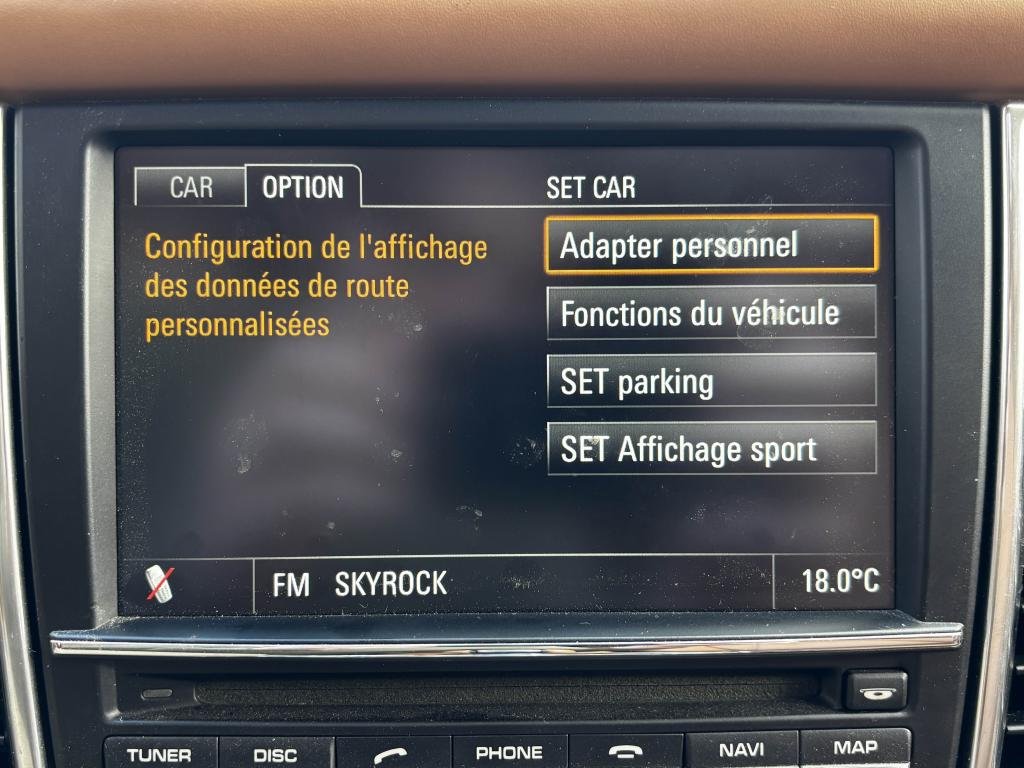 CAR OPTION SET CAR
Configuration de l'affichage
des données de route
personnalisées
Adapter personnel
Fonctions du véhicule
SET parking
SET Affichage sport
FM SKYROCK 18.0°C
TUNER DISC PHONE NAVI MAP